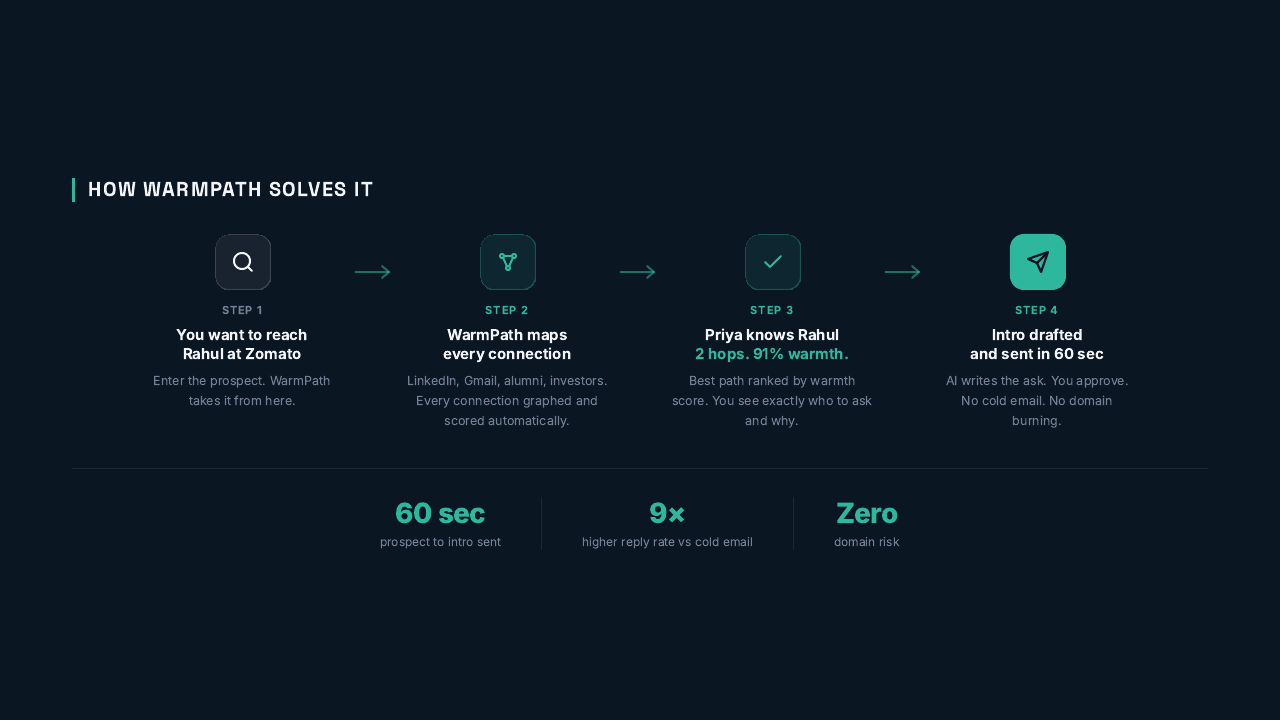 HOW WARMPATH SOLVES IT
STEP 1
You want to reach
Rahul at Zomato
Enter the prospect. WarmPath
takes it from here.
STEP 2
WarmPath maps
every connection
LinkedIn, Gmail, alumni, investors.
Every connection graphed and
scored automatically.
STEP 3
Priya knows Rahul
2 hops. 91% warmth.
Best path ranked by warmth
score. You see exactly who to ask
and why.
STEP 4
Intro drafted
and sent in 60 sec
AI writes the ask. You approve.
No cold email. No domain
burning.
60 sec
prospect to intro sent
9×
higher reply rate vs cold email
Zero
domain risk